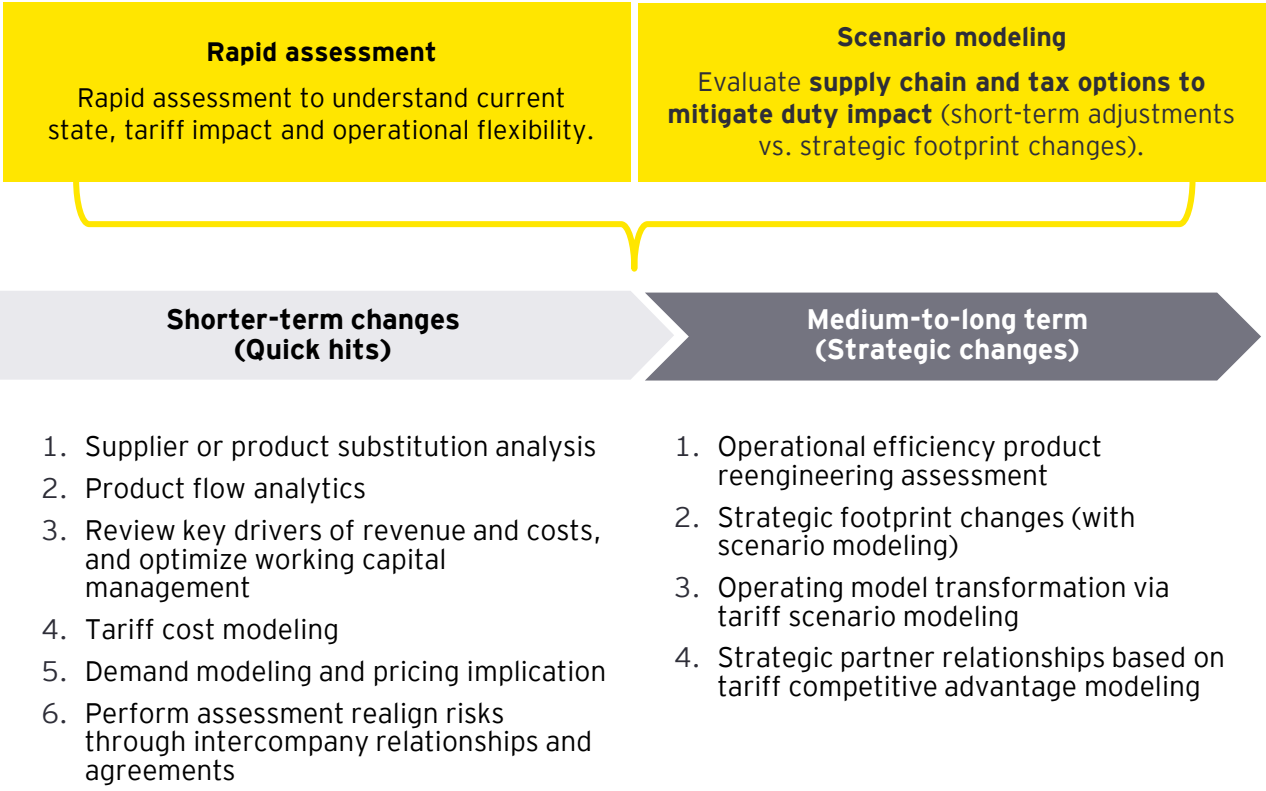 Rapid assessment
Rapid assessment to understand current
state, tariff impact and operational flexibility.
Scenario modeling
Evaluate supply chain and tax options to
mitigate duty impact (short-term adjustments
vs. strategic footprint changes).
Shorter-term changes
(Quick hits)
Medium-to-long term
(Strategic changes)
1. Supplier or product substitution analysis
2. Product flow analytics
3. Review key drivers of revenue and costs,
and optimize working capital
management
4. Tariff cost modeling
5. Demand modeling and pricing implication
6. Perform assessment realign risks
through intercompany relationships and
agreements
1. Operational efficiency product
reengineering assessment
2. Strategic footprint changes (with
scenario modeling)
3. Operating model transformation via
tariff scenario modeling
4. Strategic partner relationships based on
tariff competitive advantage modeling